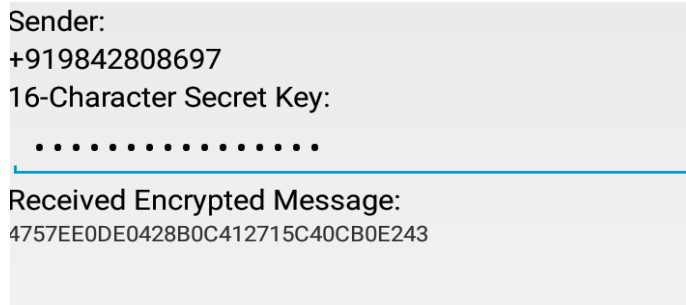 Sender:
+919842808697
16-Character Secret Key:
••••••••••••••••
Received Encrypted Message:
4757EE0DE0428B0C412715C40CB0E243